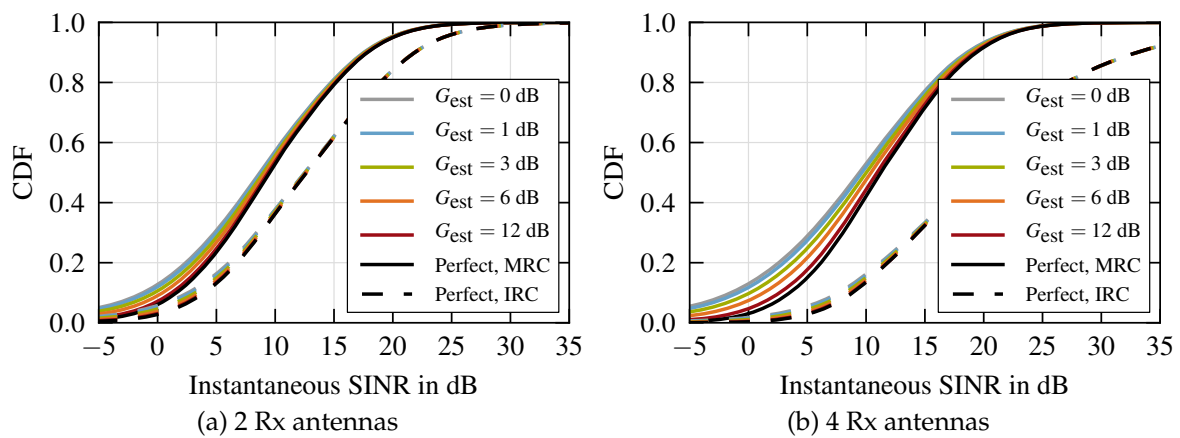 1.0
0.8
0.6
0.4
0.2
0.0
CDF
G_est = 0 dB
G_est = 1 dB
G_est = 3 dB
G_est = 6 dB
G_est = 12 dB
Perfect, MRC
Perfect, IRC
−5 0 5 10 15 20 25 30 35
Instantaneous SINR in dB
(a) 2 Rx antennas
1.0
0.8
0.6
0.4
0.2
0.0
CDF
G_est = 0 dB
G_est = 1 dB
G_est = 3 dB
G_est = 6 dB
G_est = 12 dB
Perfect, MRC
Perfect, IRC
−5 0 5 10 15 20 25 30 35
Instantaneous SINR in dB
(b) 4 Rx antennas